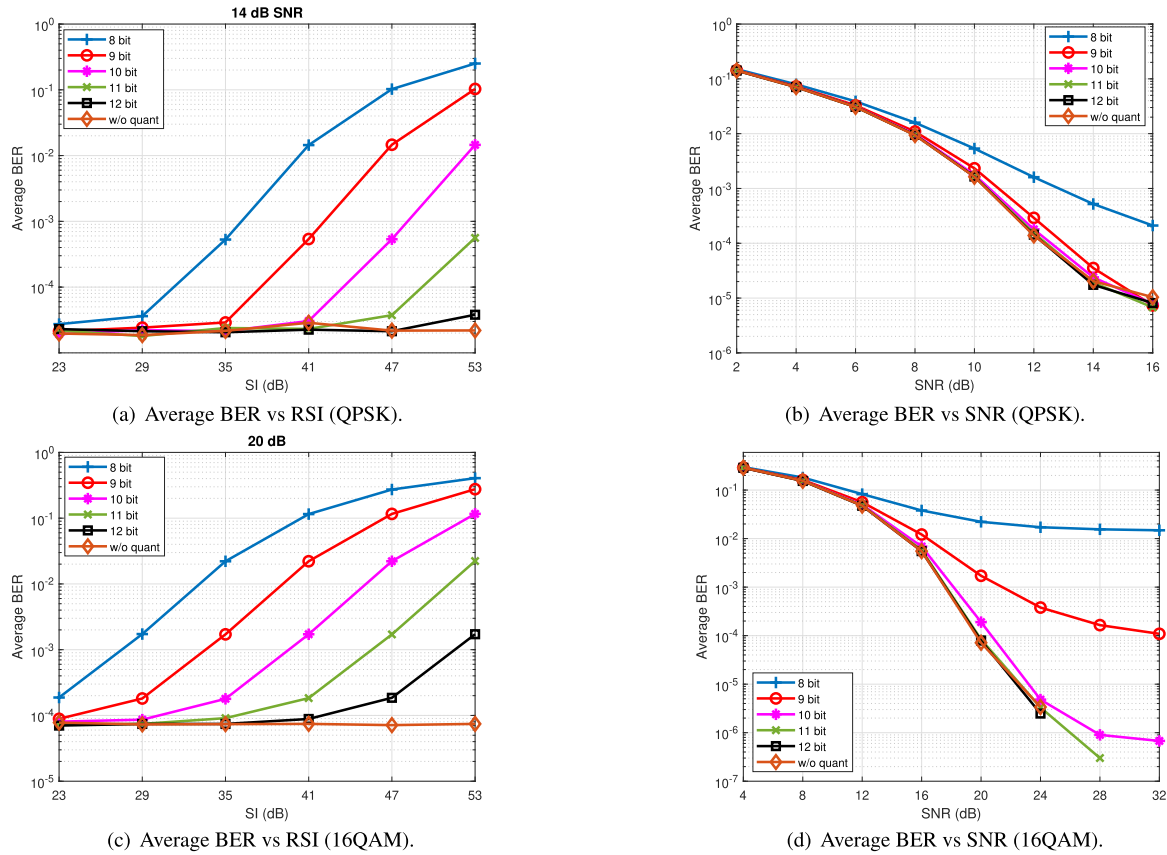 14 dB SNR
10^0
10^-1
10^-2
10^-3
10^-4
Average BER
8 bit
9 bit
10 bit
11 bit
12 bit
w/o quant
23 29 35 41 47 53
SI (dB)
(a) Average BER vs RSI (QPSK).
10^0
10^-1
10^-2
10^-3
10^-4
10^-5
10^-6
Average BER
8 bit
9 bit
10 bit
11 bit
12 bit
w/o quant
2 4 6 8 10 12 14 16
SNR (dB)
(b) Average BER vs SNR (QPSK).
20 dB
10^0
10^-1
10^-2
10^-3
10^-4
10^-5
Average BER
8 bit
9 bit
10 bit
11 bit
12 bit
w/o quant
23 29 35 41 47 53
SI (dB)
(c) Average BER vs RSI (16QAM).
10^-1
10^-2
10^-3
10^-4
10^-5
10^-6
10^-7
Average BER
8 bit
9 bit
10 bit
11 bit
12 bit
w/o quant
4 8 12 16 20 24 28 32
SNR (dB)
(d) Average BER vs SNR (16QAM).